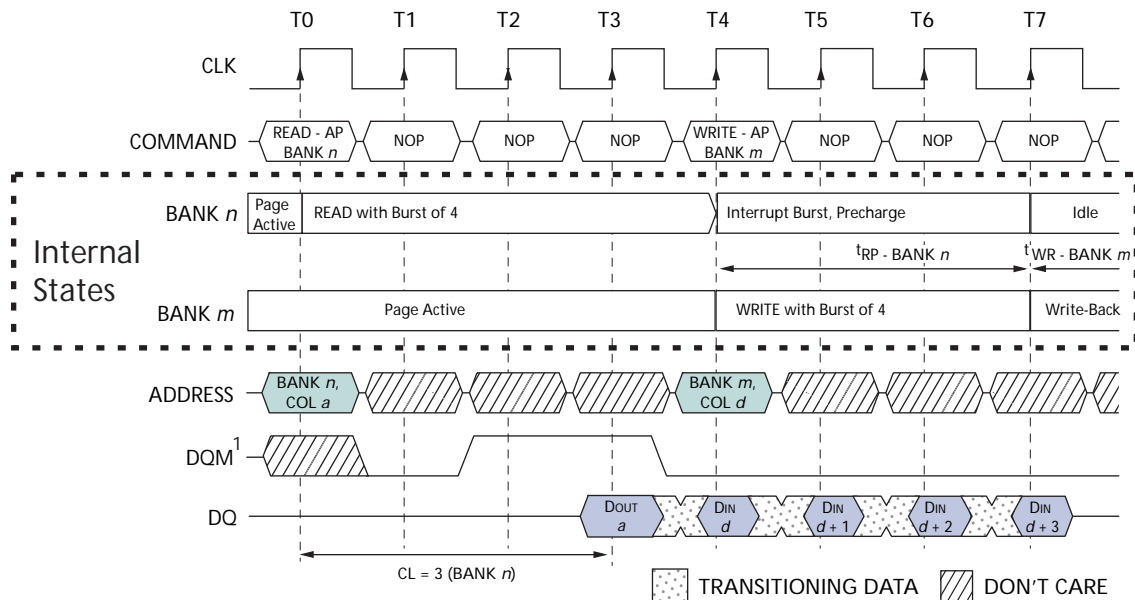 T0 T1 T2 T3 T4 T5 T6 T7
CLK
COMMAND
READ - AP
BANK n
NOP
NOP
NOP
WRITE - AP
BANK m
NOP
NOP
NOP
BANK n
Page
Active
READ with Burst of 4
Interrupt Burst, Precharge
Idle
Internal
States
tRP - BANK n
tWR - BANK m
BANK m
Page Active
WRITE with Burst of 4
Write-Back
ADDRESS
BANK n,
COL a
BANK m,
COL d
DQM1
DQ
DOUT
a
DIN
d
DIN
d + 1
DIN
d + 2
DIN
d + 3
CL = 3 (BANK n)
TRANSITIONING DATA
DON'T CARE